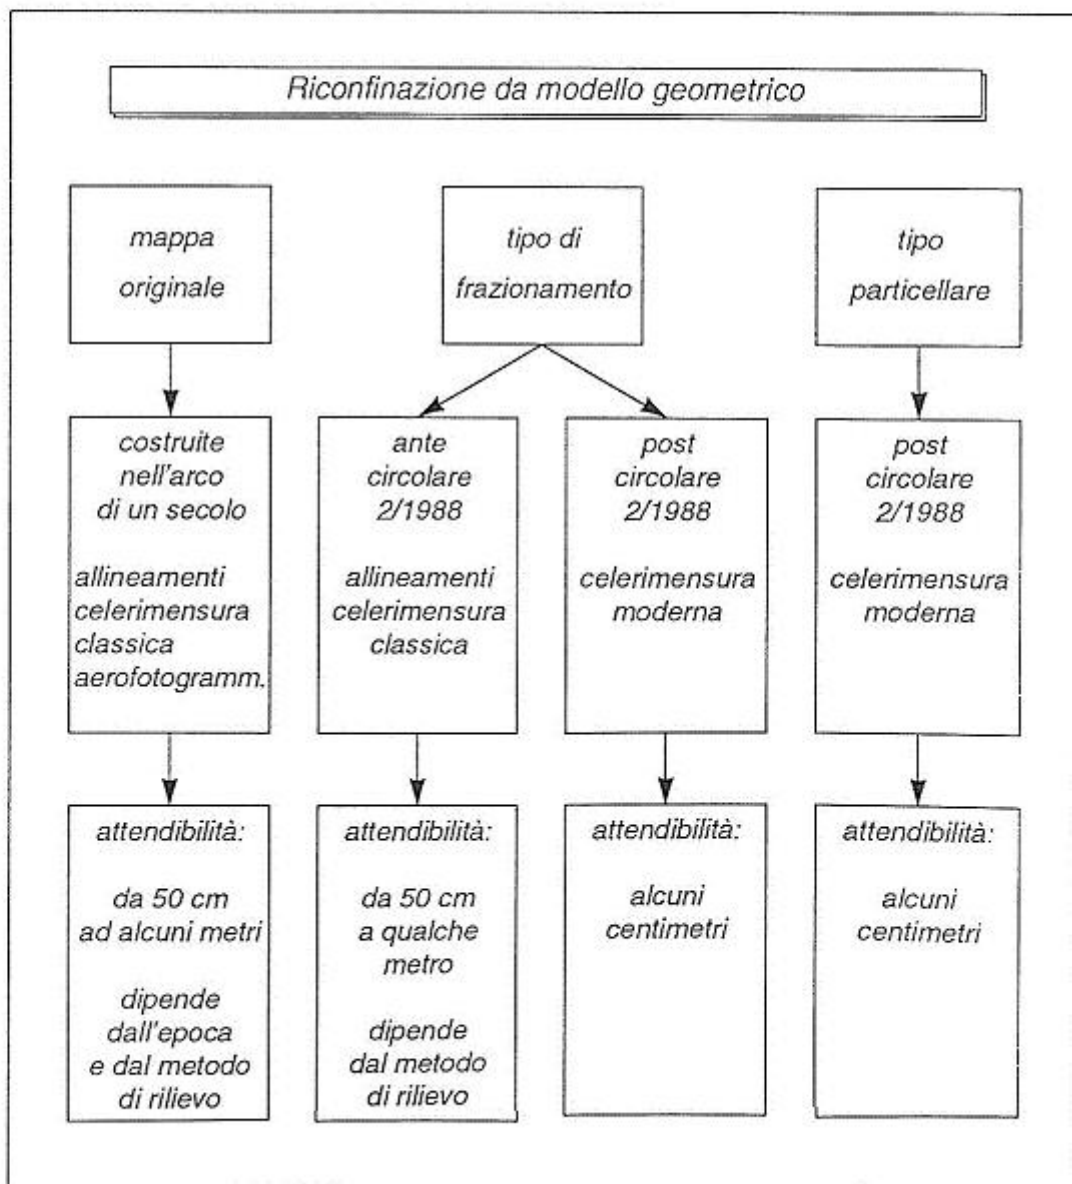 Riconfinazione da modello geometrico
mappa
originale
tipo di
frazionamento
tipo
particellare
costruite
nell'arco
di un secolo
allineamenti
celerimensura
classica
aerofotogramm.
ante
circolare
2/1988
allineamenti
celerimensura
classica
post
circolare
2/1988
celerimensura
moderna
post
circolare
2/1988
celerimensura
moderna
attendibilità:
da 50 cm
ad alcuni metri
dipende
dall'epoca
e dal metodo
di rilievo
attendibilità:
da 50 cm
a qualche
metro
dipende
dal metodo
di rilievo
attendibilità:
alcuni
centimetri
attendibilità:
alcuni
centimetri